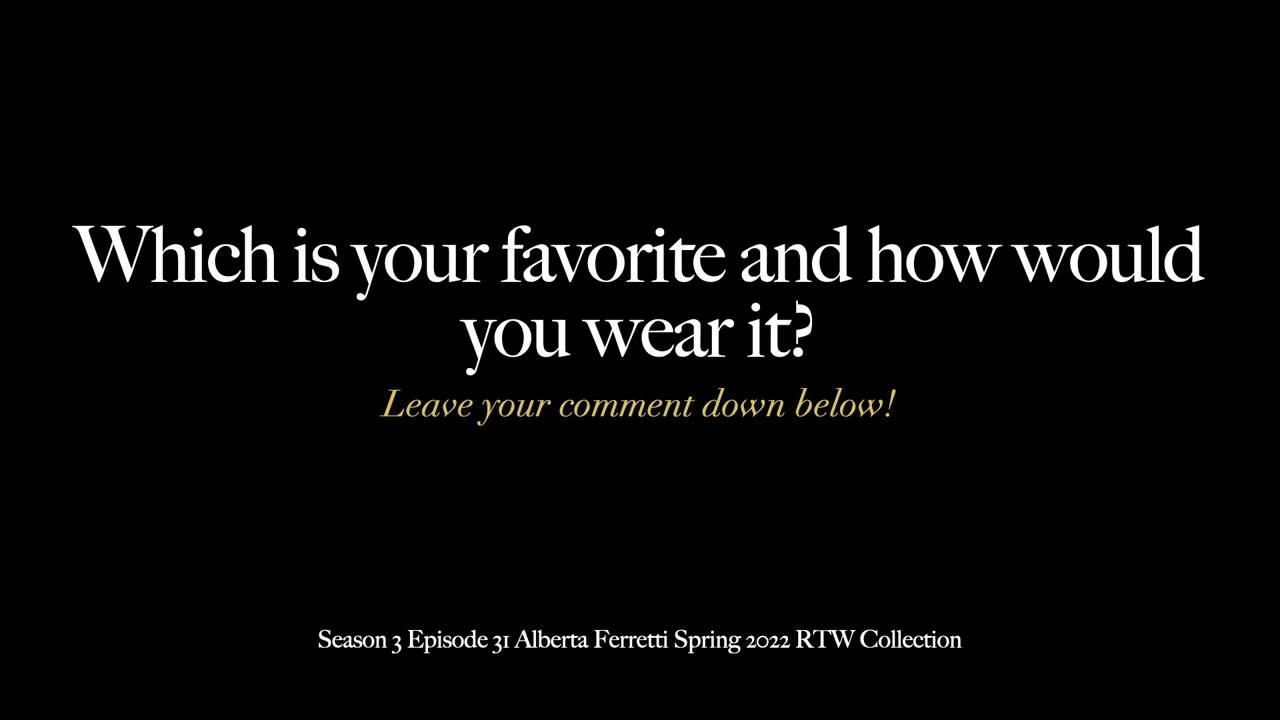 Which is your favorite and how would
you wear it?
Leave your comment down below!
Season 3 Episode 31 Alberta Ferretti Spring 2022 RTW Collection